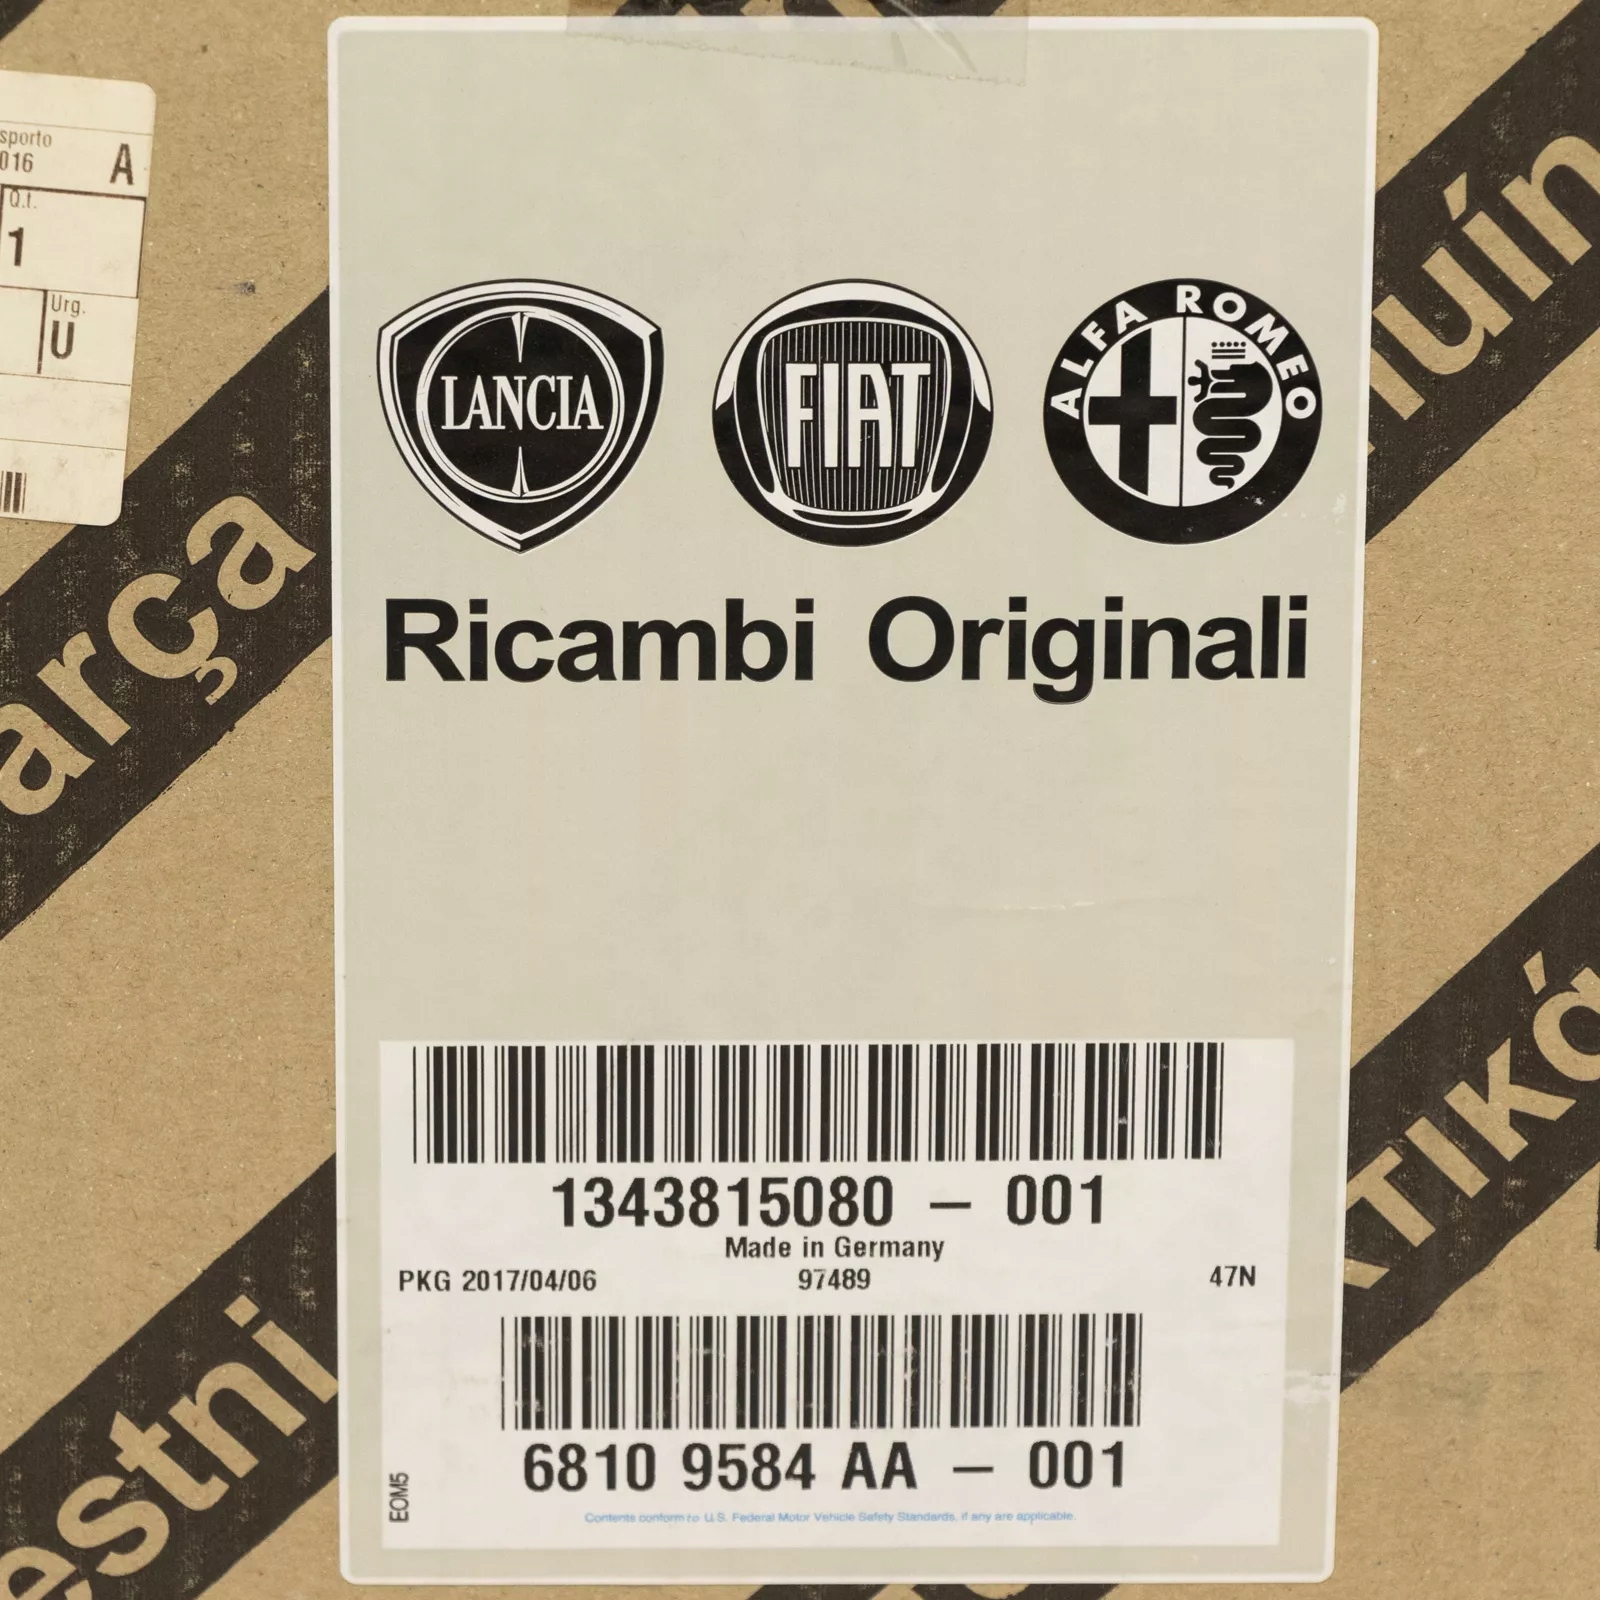 sporto
016 A
Q.t.
1
Urg.
U
LANCIA
FIAT
ALFA ROMEO
Ricambi Originali
arça
nuín
1343815080 - 001
Made in Germany
PKG 2017/04/06 97489 47N
6810 9584 AA - 001
EOM5
Contents conform to U.S. Federal Motor Vehicle Safety Standards, if any are applicable.
estni
κτικά